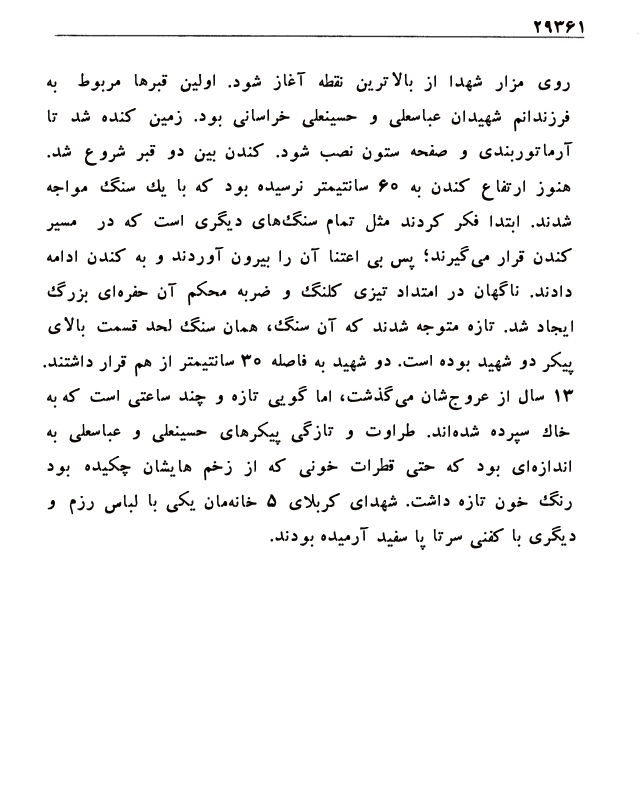 ۲۹۳۶۱
روی مزار شهدا از بالاترین نقطه آغاز شود. اولین قبرها مربوط به
فرزندانم شهیدان عباسعلی و حسینعلی خراسانی بود. زمین کنده شد تا
آرماتوربندی و صفحه ستون نصب شود. کندن بین دو قبر شروع شد.
هنوز ارتفاع کندن به ۶۰ سانتیمتر نرسیده بود که با یك سنگ مواجه
شدند. ابتدا فکر کردند مثل تمام سنگ‌های دیگری است که در مسیر
کندن قرار می‌گیرند؛ پس بی اعتنا آن را بیرون آوردند و به کندن ادامه
دادند. ناگهان در امتداد تیزی کلنگ و ضربه محکم آن حفره‌ای بزرگ
ایجاد شد. تازه متوجه شدند که آن سنگ، همان سنگ لحد قسمت بالای
پیکر دو شهید بوده است. دو شهید به فاصله ۳۰ سانتیمتر از هم قرار داشتند.
۱۳ سال از عروج‌شان می‌گذشت، اما گویی تازه و چند ساعتی است که به
خاك سپرده شده‌اند. طراوت و تازگی پیکرهای حسینعلی و عباسعلی به
اندازه‌ای بود که حتی قطرات خونی که از زخم هایشان چکیده بود
رنگ خون تازه داشت. شهدای کربلای ۵ خانه‌مان یکی با لباس رزم و
دیگری با کفنی سرتا پا سفید آرمیده بودند.